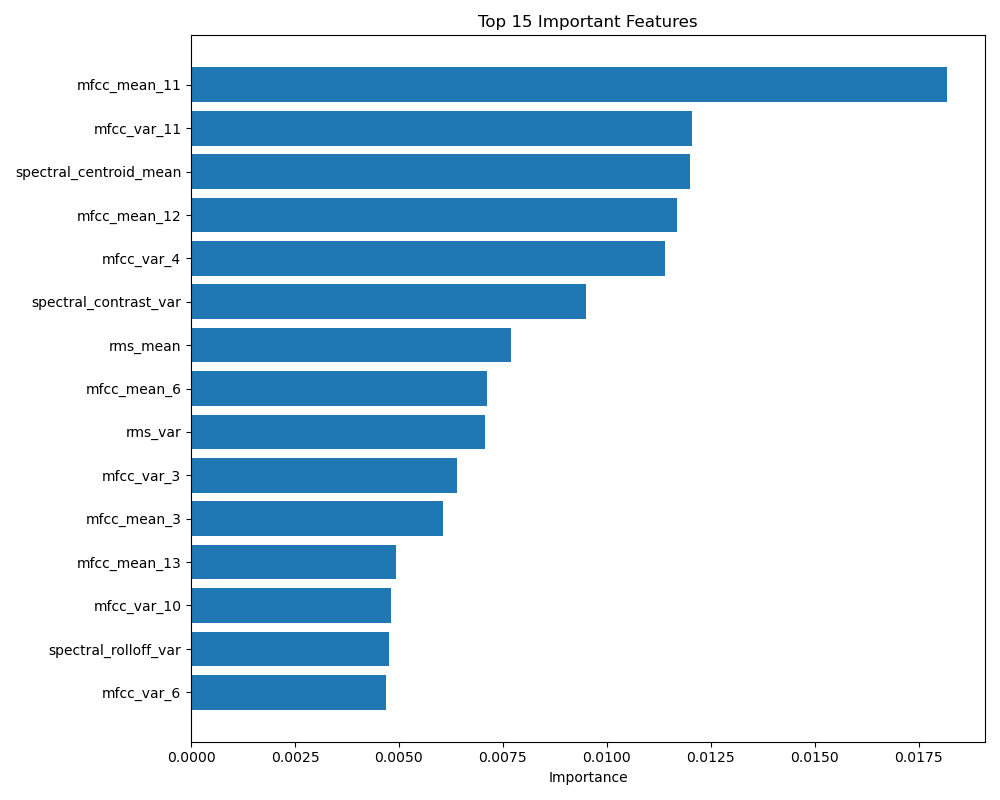 Top 15 Important Features
mfcc_mean_11
mfcc_var_11
spectral_centroid_mean
mfcc_mean_12
mfcc_var_4
spectral_contrast_var
rms_mean
mfcc_mean_6
rms_var
mfcc_var_3
mfcc_mean_3
mfcc_mean_13
mfcc_var_10
spectral_rolloff_var
mfcc_var_6
0.0000 0.0025 0.0050 0.0075 0.0100 0.0125 0.0150 0.0175
Importance